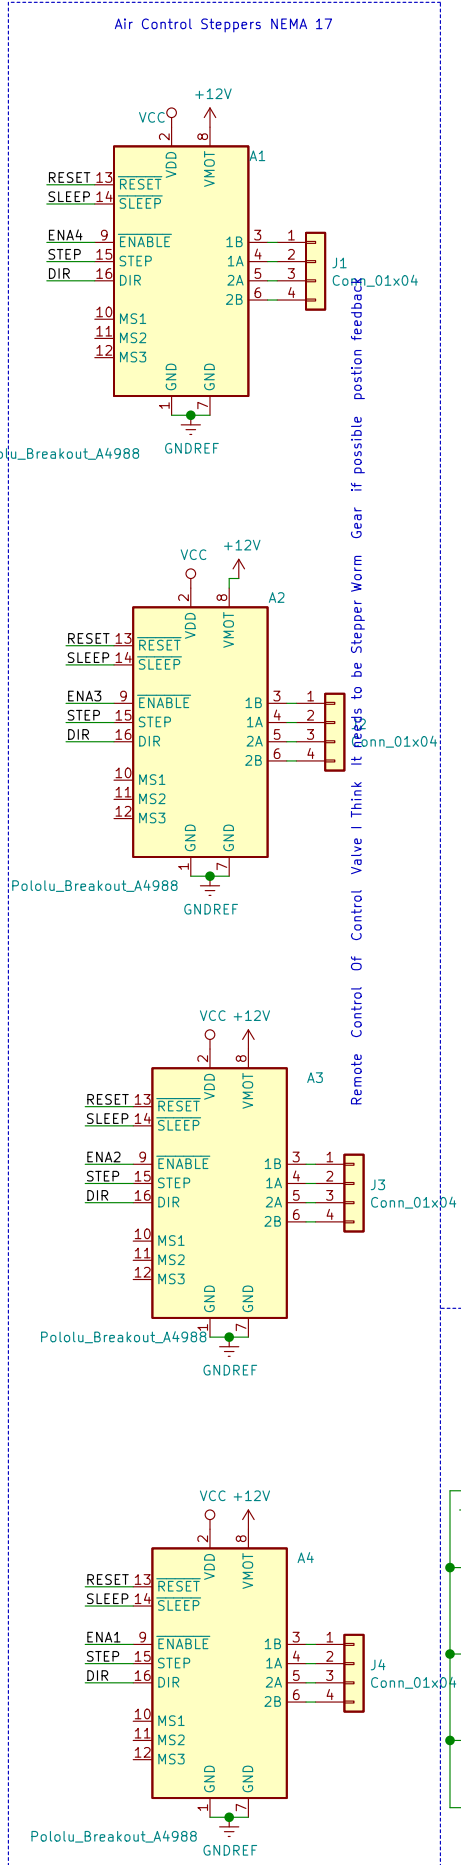 Air Control Steppers NEMA 17
+12V
VCC
2
8
A1
VDD
VMOT
RESET 13 RESET
SLEEP 14 SLEEP
ENA4 9 ENABLE 1B 3 1
STEP 15 STEP 1A 4 2 J1
DIR 16 DIR 2A 5 3 Conn_01x04
2B 6 4
10 MS1
11 MS2
12 MS3
GND GND
1 7
GNDREF
olu_Breakout_A4988
Remote Control Of Control Valve I Think It needs to be Stepper Worm Gear if possible postion feedback
VCC +12V
2 8
A2
VDD VMOT
RESET 13 RESET
SLEEP 14 SLEEP
ENA3 9 ENABLE 1B 3 1
STEP 15 STEP 1A 4 2 J2
DIR 16 DIR 2A 5 3 Conn_01x04
2B 6 4
10 MS1
11 MS2
12 MS3
GND GND
1 7
Pololu_Breakout_A4988
GNDREF
VCC +12V
2 8
A3
VDD VMOT
RESET 13 RESET
SLEEP 14 SLEEP
ENA2 9 ENABLE 1B 3 1
STEP 15 STEP 1A 4 2 J3
DIR 16 DIR 2A 5 3 Conn_01x04
2B 6 4
10 MS1
11 MS2
12 MS3
GND GND
1 7
Pololu_Breakout_A4988
GNDREF
VCC +12V
2 8
A4
VDD VMOT
RESET 13 RESET
SLEEP 14 SLEEP
ENA1 9 ENABLE 1B 3 1
STEP 15 STEP 1A 4 2 J4
DIR 16 DIR 2A 5 3 Conn_01x04
2B 6 4
10 MS1
11 MS2
12 MS3
GND GND
1 7
Pololu_Breakout_A4988
GNDREF